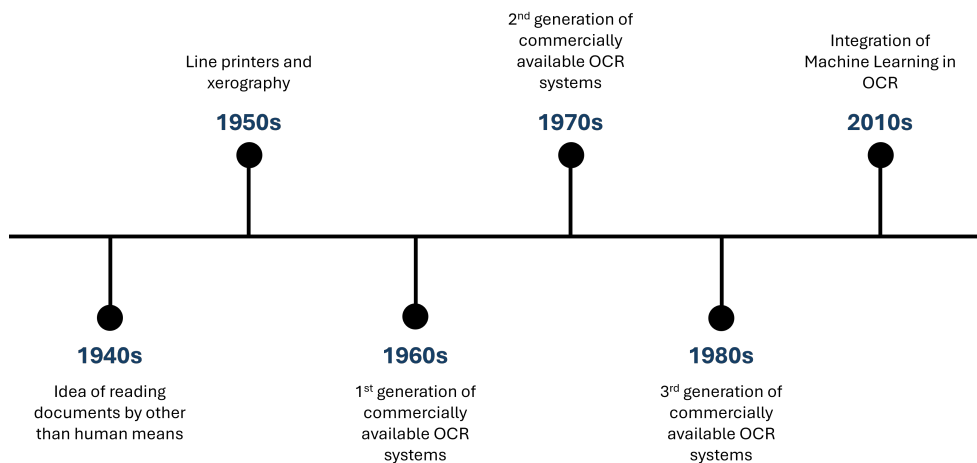 Line printers and
xerography
1950s
2nd generation of
commercially
available OCR
systems
1970s
Integration of
Machine Learning in
OCR
2010s
1940s
Idea of reading
documents by other
than human means
1960s
1st generation of
commercially
available OCR
systems
1980s
3rd generation of
commercially
available OCR
systems